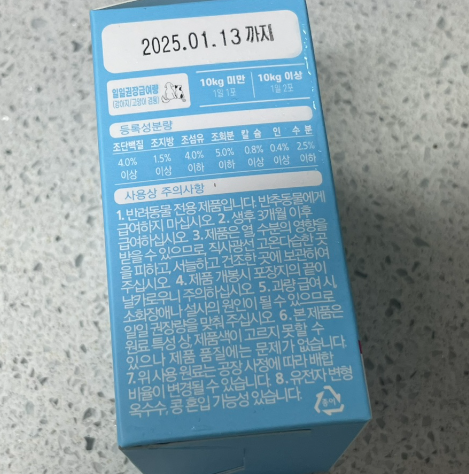 2025.01.13 까지
일일권장급여량
(강아지/고양이 겸용)
10kg 미만
1일 1포
10kg 이상
1일 2포
등록성분량
조단백질 조지방 조섬유 조회분 칼슘 인 수분
4.0% 1.5% 4.0% 5.0% 0.8% 0.4% 2.5%
이상 이상 이하 이하 이상 이상 이하
사용상 주의사항
1. 반려동물 전용 제품입니다. 반추동물에게
급여하지 마십시오. 2. 생후 3개월 이후
급여하십시오. 3. 제품은 열, 수분의 영향을
받을 수 있으므로, 직사광선, 고온다습한 곳
을 피하고, 서늘하고 건조한 곳에 보관하여
주십시오. 4. 제품 개봉시 포장지의 끝이
날카로우니 주의하십시오. 5. 과량 급여 시,
소화장애나 설사의 원인이 될 수 있으므로
일일 권장량을 맞춰 주십시오. 6. 본 제품은
원료 특성 상, 제품색이 고르지 못할 수
있으나 제품 품질에는 문제가 없습니다.
7. 위 사용 원료는 공장 사정에 따라 배합
비율이 변경될 수 있습니다. 8. 유전자 변형
옥수수, 콩 혼입 가능성 있습니다.
종이